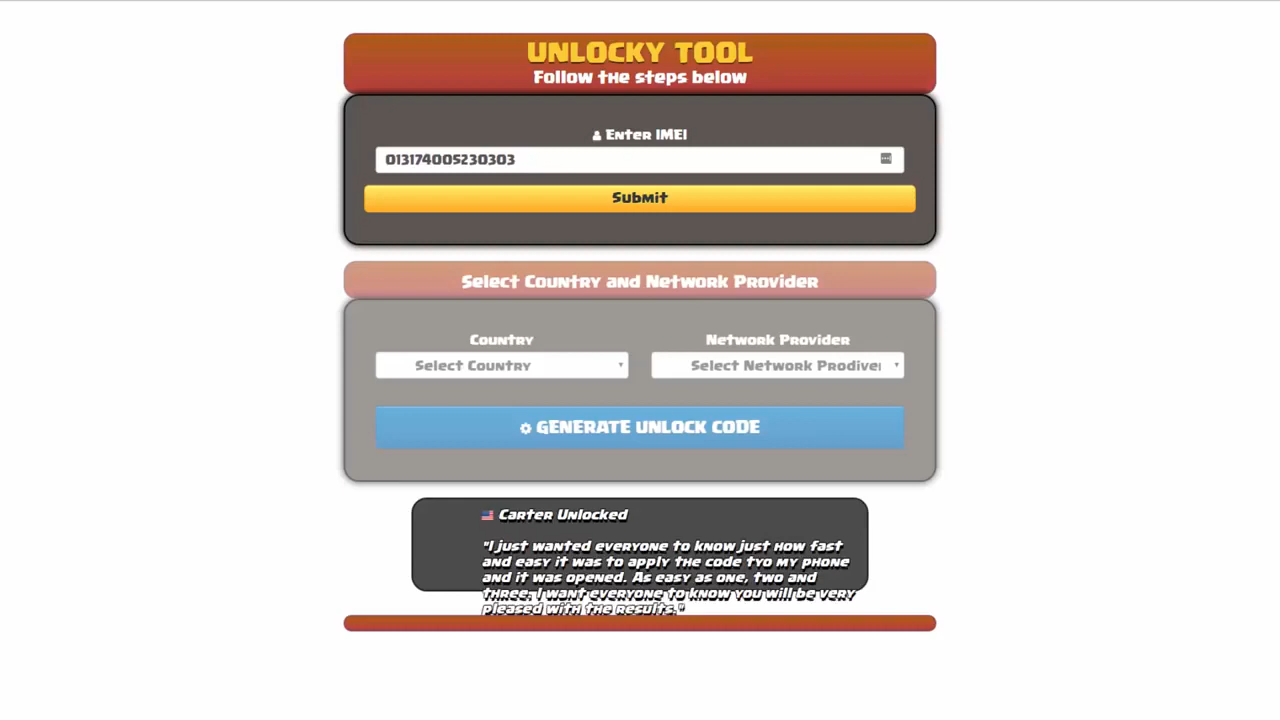 UNLOCKY TOOL
Follow the steps below
Enter IMEI
013174005230303
Submit
Select Country and Network Provider
Country
Network Provider
Select Country
Select Network Prodiver
GENERATE UNLOCK CODE
Carter Unlocked
"I just wanted everyone to know just how fast
and easy it was to apply the code tyo my phone
and it was opened. As easy as one, two and
three. I want everyone to know you will be very
pleased with the results."